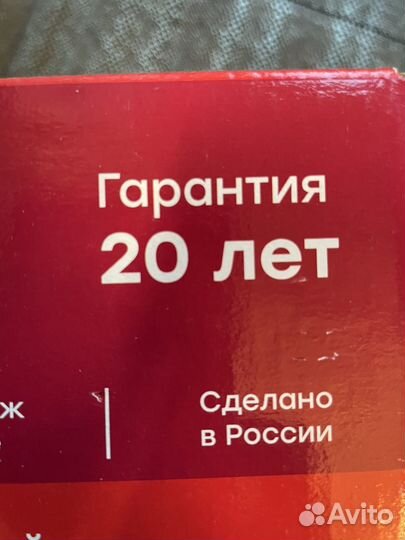 Гарантия
20 лет
Сделано
в России
Avito